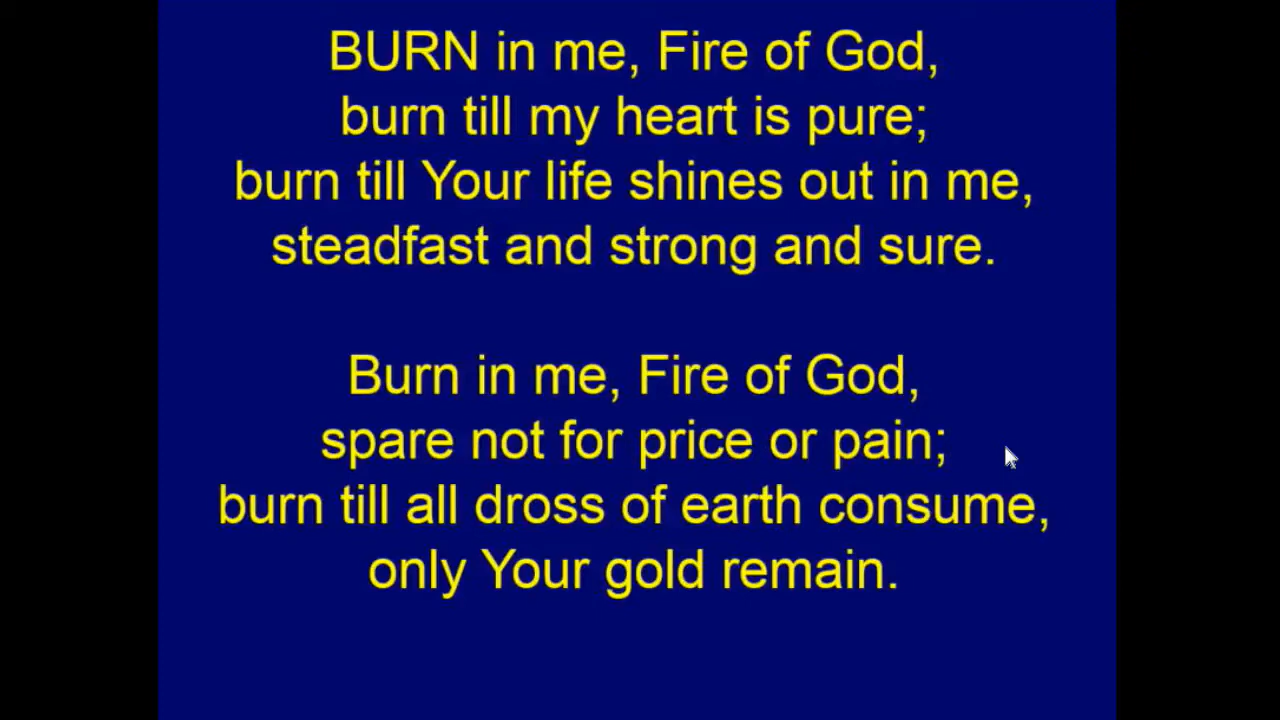 BURN in me, Fire of God,
burn till my heart is pure;
burn till Your life shines out in me,
steadfast and strong and sure.
Burn in me, Fire of God,
spare not for price or pain;
burn till all dross of earth consume,
only Your gold remain.